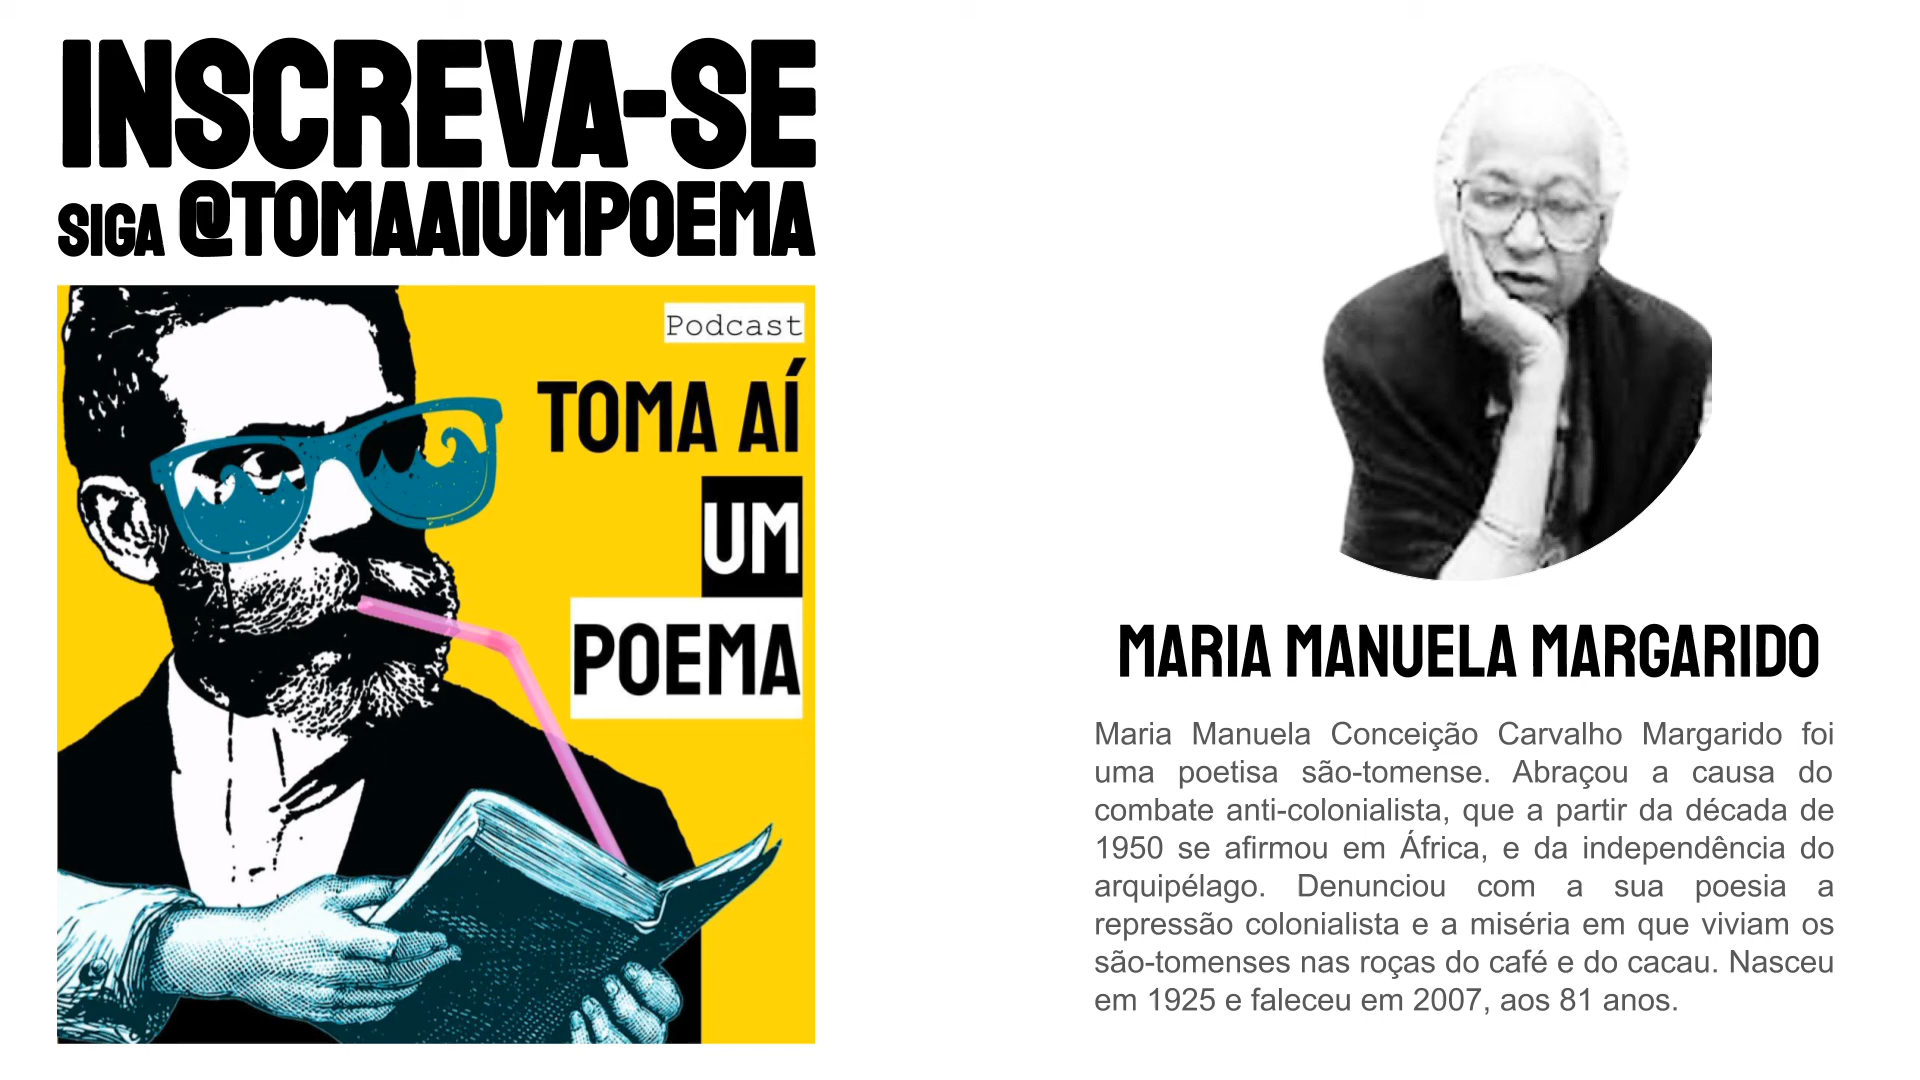 INSCREVA-SE
SIGA @TOMAAIUMPOEMA
Podcast
TOMA AÍ
UM
POEMA
MARIA MANUELA MARGARIDO
Maria Manuela Conceição Carvalho Margarido foi
uma poetisa são-tomense. Abraçou a causa do
combate anti-colonialista, que a partir da década de
1950 se afirmou em África, e da independência do
arquipélago. Denunciou com a sua poesia a
repressão colonialista e a miséria em que viviam os
são-tomenses nas roças do café e do cacau. Nasceu
em 1925 e faleceu em 2007, aos 81 anos.